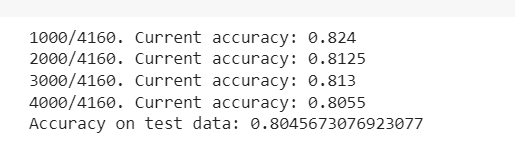 1000/4160. Current accuracy: 0.824
2000/4160. Current accuracy: 0.8125
3000/4160. Current accuracy: 0.813
4000/4160. Current accuracy: 0.8055
Accuracy on test data: 0.8045673076923077